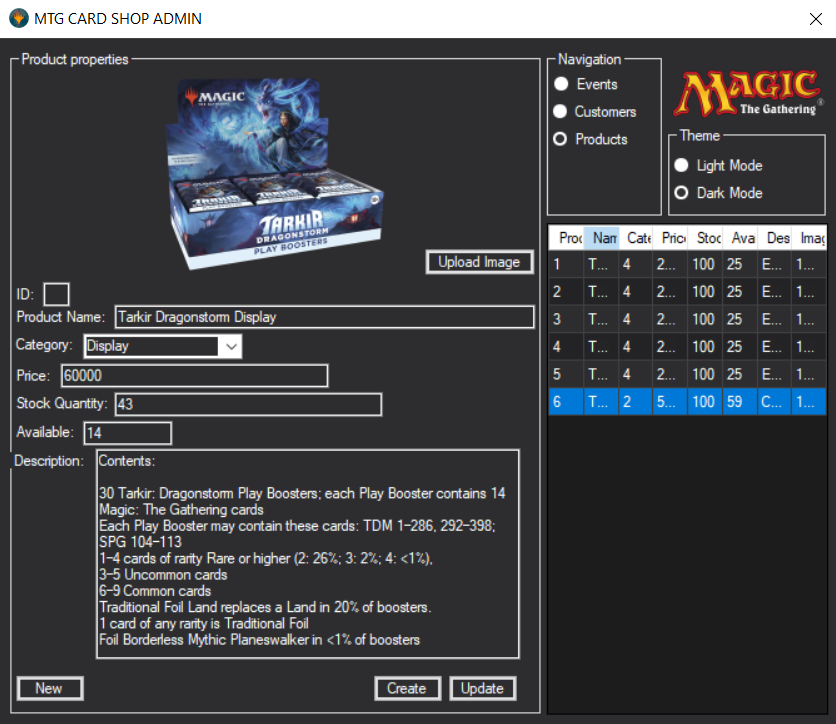 MTG CARD SHOP ADMIN
Product properties
MAGIC
The Gathering
TARKIR
DRAGONSTORM
PLAY BOOSTERS
Upload Image
ID:
Product Name: Tarkir Dragonstorm Display
Category: Display
Price: 60000
Stock Quantity: 43
Available: 14
Description: Contents:
30 Tarkir: Dragonstorm Play Boosters; each Play Booster contains 14
Magic: The Gathering cards
Each Play Booster may contain these cards: TDM 1-286, 292-398;
SPG 104-113
1-4 cards of rarity Rare or higher (2: 26%; 3: 2%; 4: <1%),
3-5 Uncommon cards
6-9 Common cards
Traditional Foil Land replaces a Land in 20% of boosters.
1 card of any rarity is Traditional Foil
Foil Borderless Mythic Planeswalker in <1% of boosters
New Create Update
Navigation
Events
Customers
Products
MAGIC
The Gathering®
Theme
Light Mode
Dark Mode
Proc Nam Cate Price Stoc Ava Des Imag
1 T... 4 2... 100 25 E... 1...
2 T... 4 2... 100 25 E... 1...
3 T... 4 2... 100 25 E... 1...
4 T... 4 2... 100 25 E... 1...
5 T... 4 2... 100 25 E... 1...
6 T... 2 5... 100 59 C... 1...